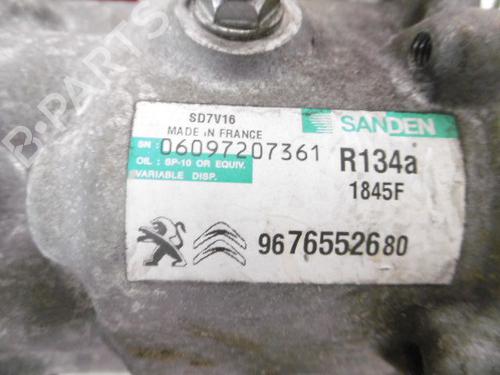 SD7V16
MADE IN FRANCE
SANDEN
SN: 06097207361
R134a
OIL : SP-10 OR EQUIV.
VARIABLE DISP.
1845F
9676552680
B-PARTS